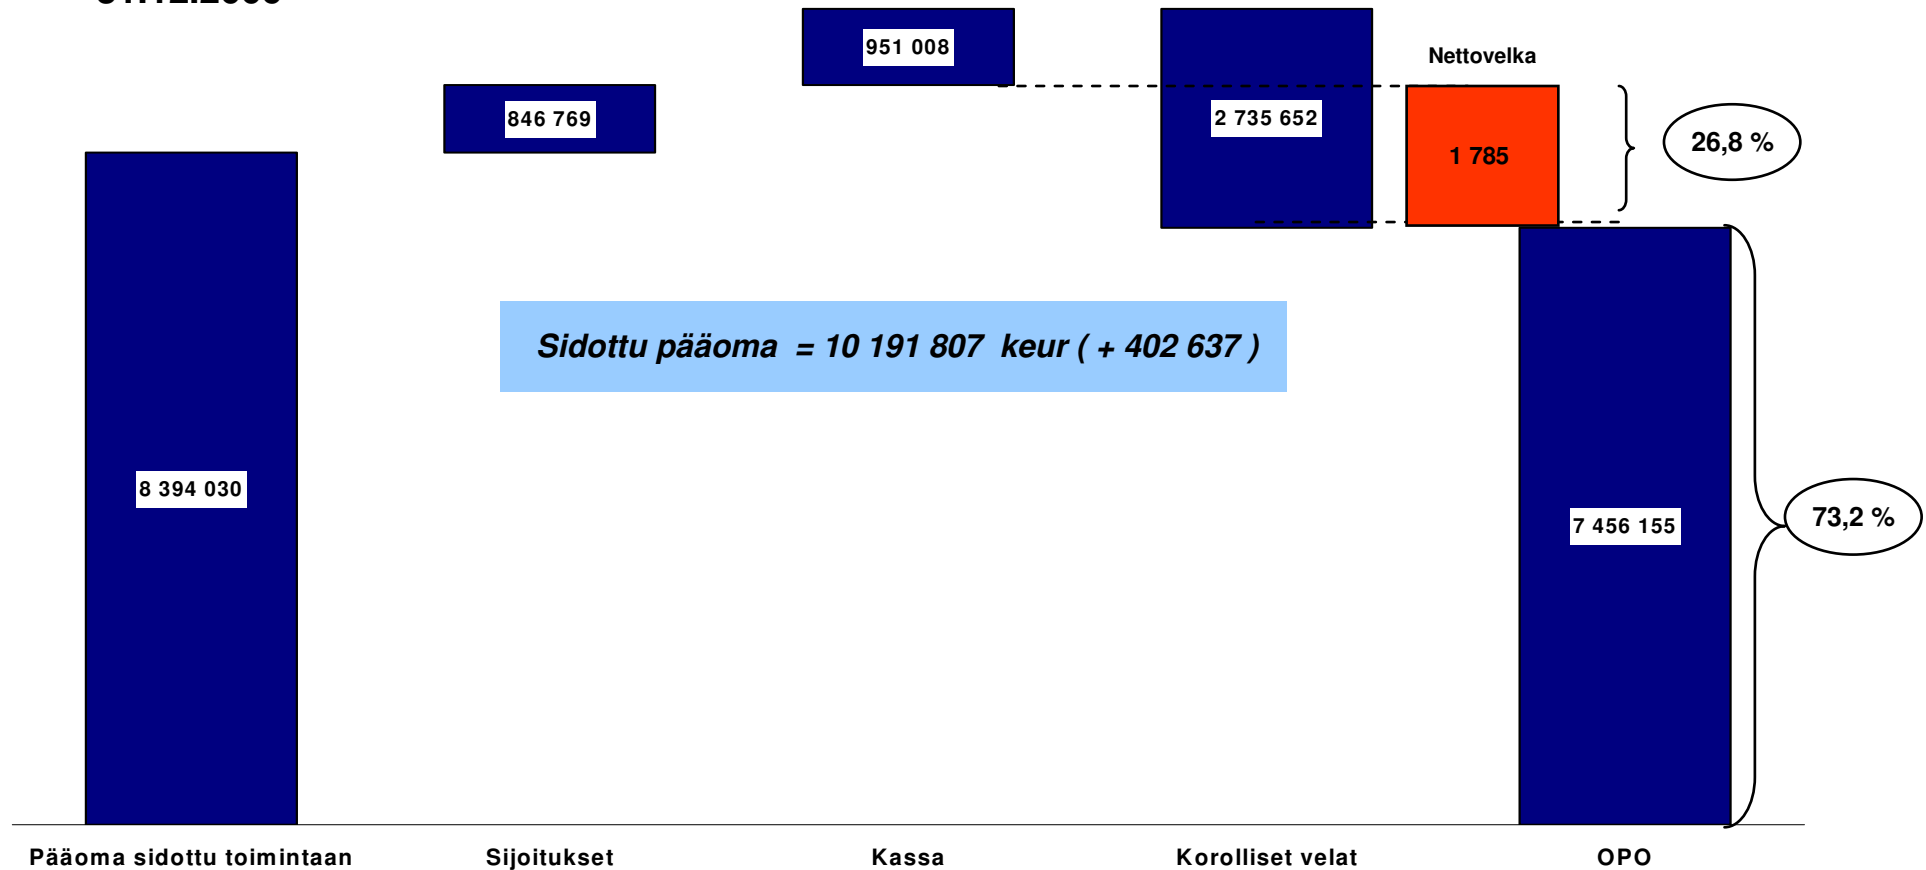 951 008
Nettovelka
846 769
2 735 652
1 785
26,8 %
Sidottu pääoma = 10 191 807 keur ( + 402 637 )
8 394 030
7 456 155
73,2 %
Pääoma sidottu toimintaan
Sijoitukset
Kassa
Korolliset velat
OPO